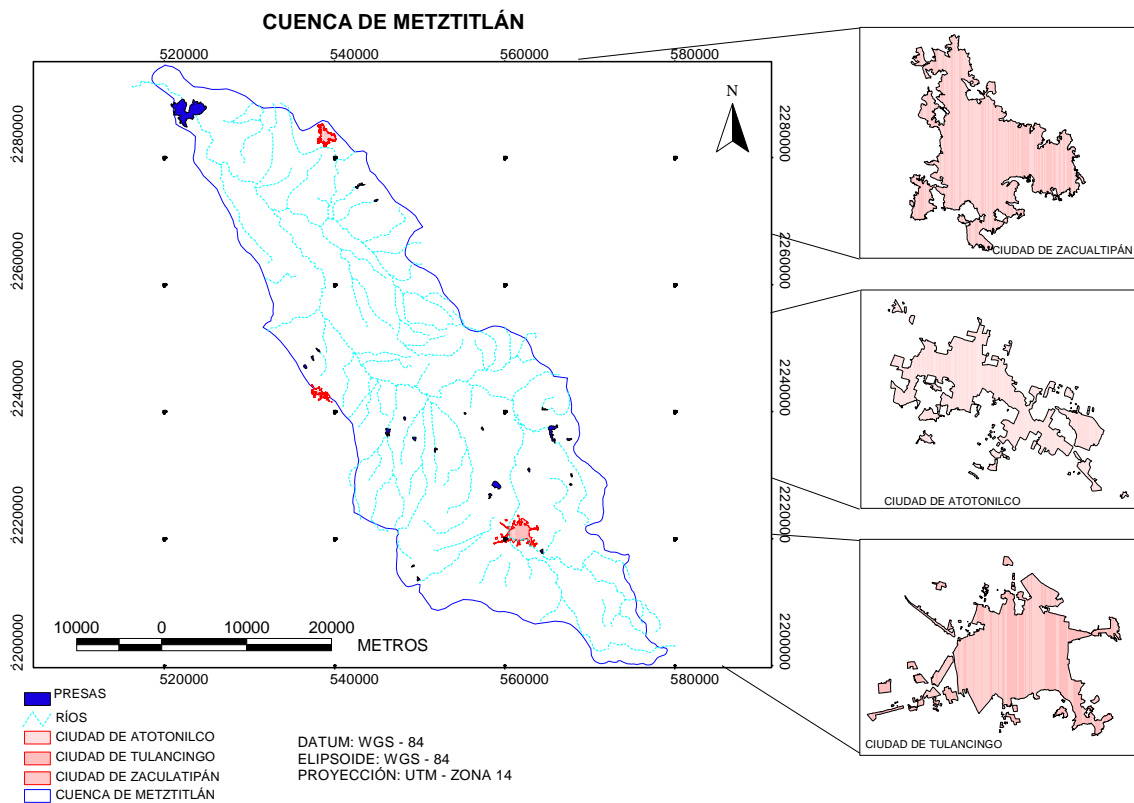 CUENCA DE METZTITLÁN
520000
540000
560000
580000
2280000
2260000
2240000
2220000
2200000
2280000
2260000
2240000
2220000
2200000
N
10000
0
10000
20000
METROS
520000
540000
560000
580000
PRESAS
RÍOS
CIUDAD DE ATOTONILCO
CIUDAD DE TULANCINGO
CIUDAD DE ZACULATIPÁN
CUENCA DE METZTITLÁN
DATUM: WGS - 84
ELIPSOIDE: WGS - 84
PROYECCIÓN: UTM - ZONA 14
CIUDAD DE ZACUALTIPÁN
CIUDAD DE ATOTONILCO
CIUDAD DE TULANCINGO